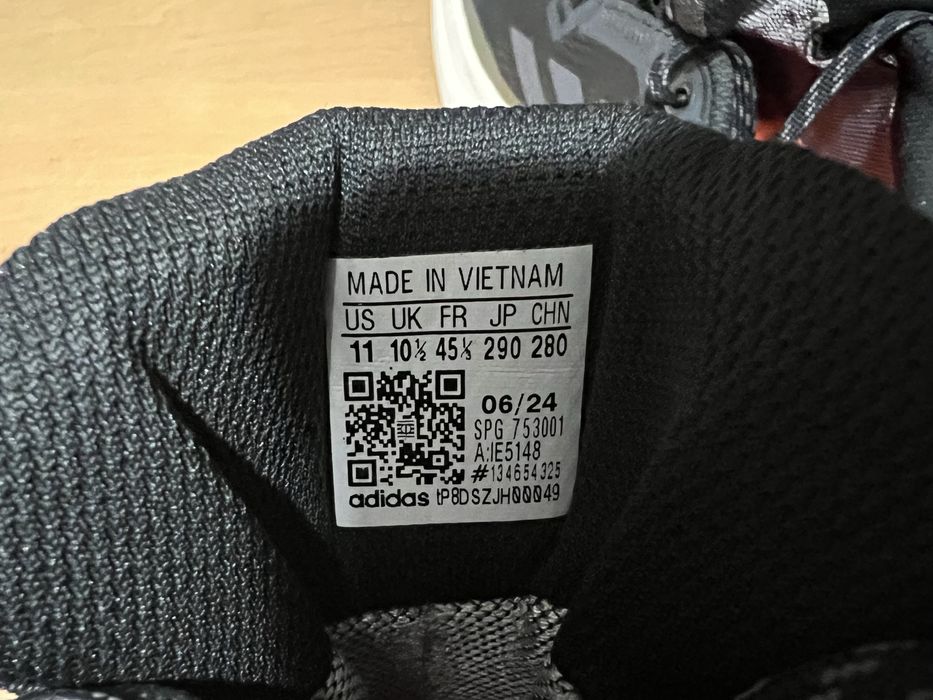 MADE IN VIETNAM
US UK FR JP CHN
11 10½ 45⅓ 290 280
06/24
SPG 753001
A:IE5148
#134654325
adidas tP8DSZJH00049